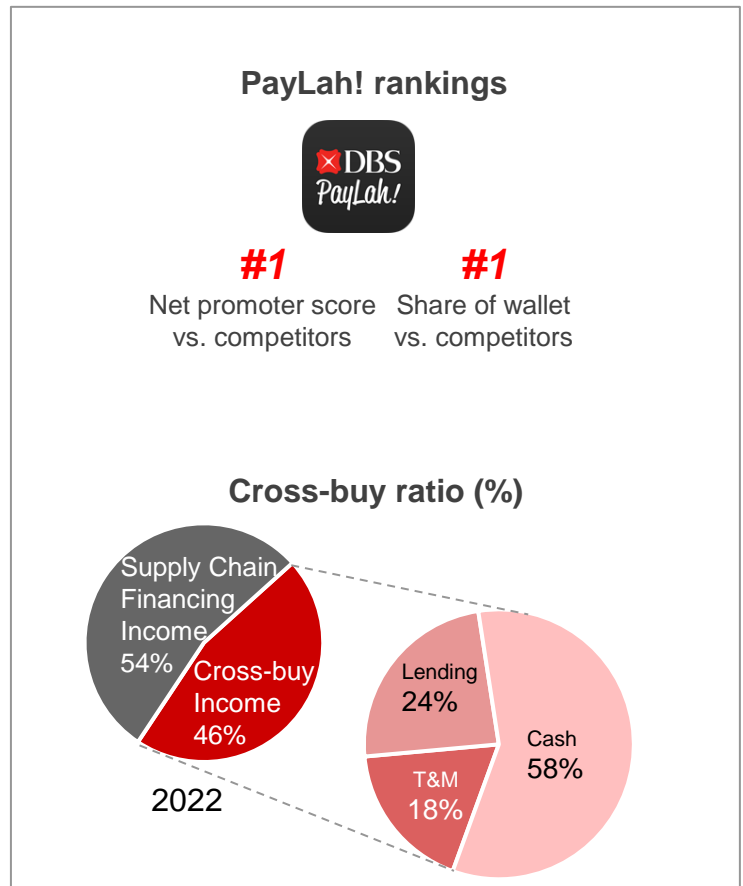 PayLah! rankings
DBS
PayLah!
#1
Net promoter score
vs. competitors
#1
Share of wallet
vs. competitors
Cross-buy ratio (%)
Supply Chain
Financing
Income
54%
Cross-buy
Income
46%
2022
Lending
24%
T&M
18%
Cash
58%